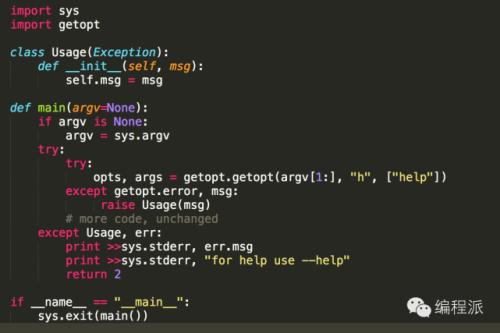 import sys
import getopt

class Usage(Exception):
    def __init__(self, msg):
        self.msg = msg

def main(argv=None):
    if argv is None:
        argv = sys.argv
    try:
        try:
            opts, args = getopt.getopt(argv[1:], "h", ["help"])
        except getopt.error, msg:
             raise Usage(msg)
        # more code, unchanged
    except Usage, err:
        print >>sys.stderr, err.msg
        print >>sys.stderr, "for help use --help"
        return 2

if __name__ == "__main__":
    sys.exit(main())
编程派